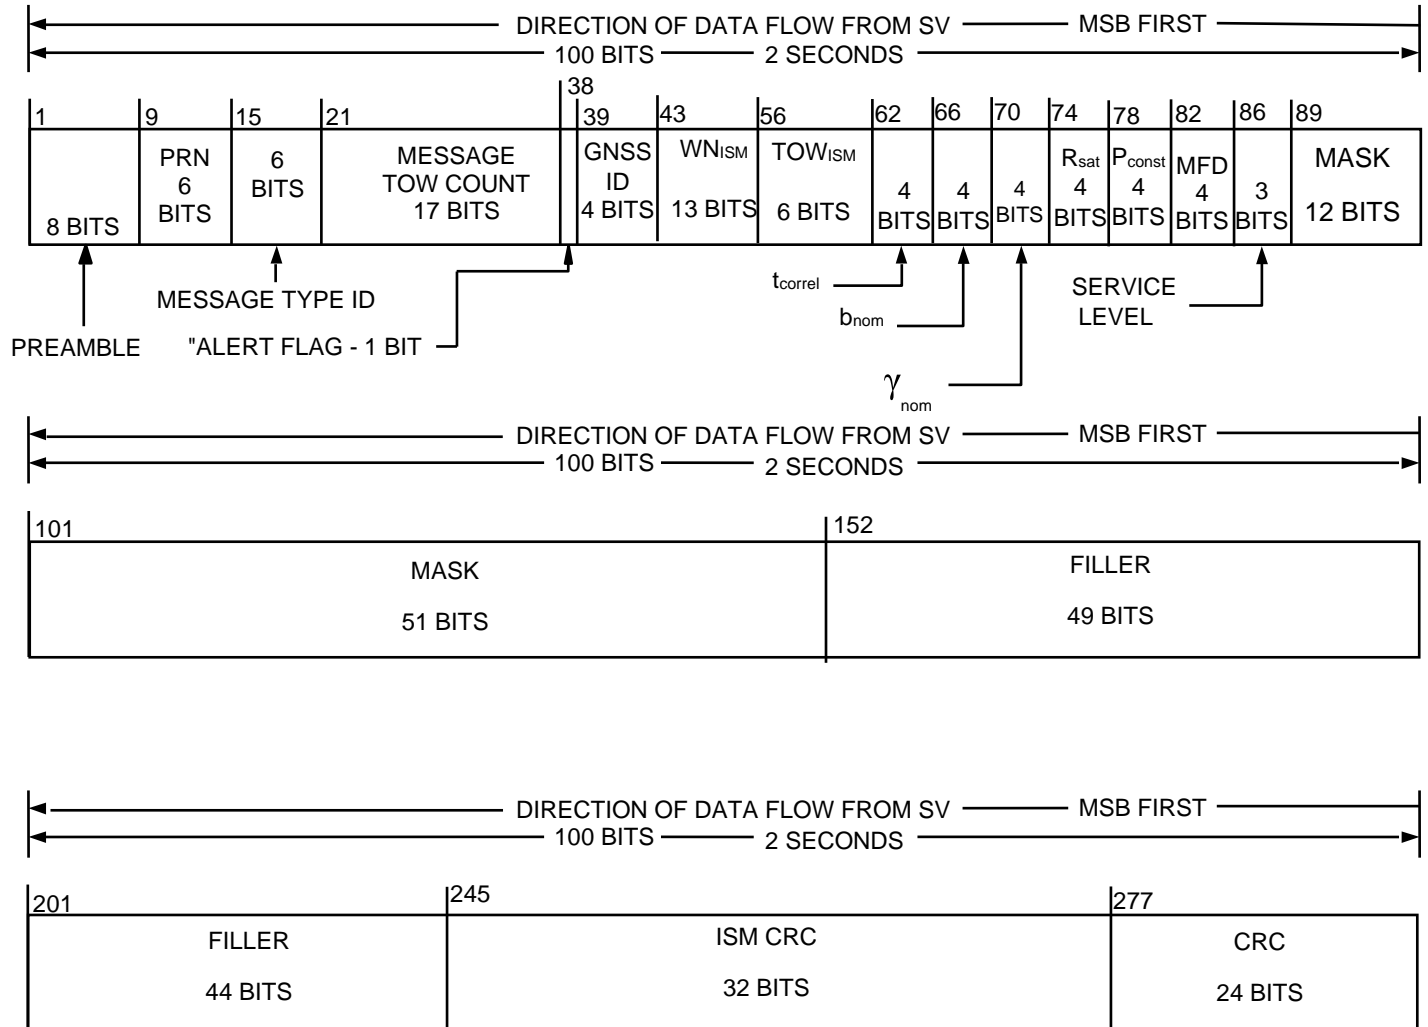 DIRECTION OF DATA FLOW FROM SV MSB FIRST
100 BITS 2 SECONDS
1 9 15 21 38 39 43 56 62 66 70 74 78 82 86 89
8 BITS
PRN
6
BITS
6
BITS
MESSAGE
TOW COUNT
17 BITS
GNSS
ID
4 BITS
WNISM
13 BITS
TOWISM
6 BITS
4
BITS
4
BITS
4
BITS
Rsat
4
BITS
Pconst
4
BITS
MFD
4
BITS
3
BITS
MASK
12 BITS
PREAMBLE
MESSAGE TYPE ID
"ALERT FLAG - 1 BIT
tcorrel
bnom
γnom
SERVICE
LEVEL
DIRECTION OF DATA FLOW FROM SV MSB FIRST
100 BITS 2 SECONDS
101 152
MASK
51 BITS
FILLER
49 BITS
DIRECTION OF DATA FLOW FROM SV MSB FIRST
100 BITS 2 SECONDS
201 245 277
FILLER
44 BITS
ISM CRC
32 BITS
CRC
24 BITS